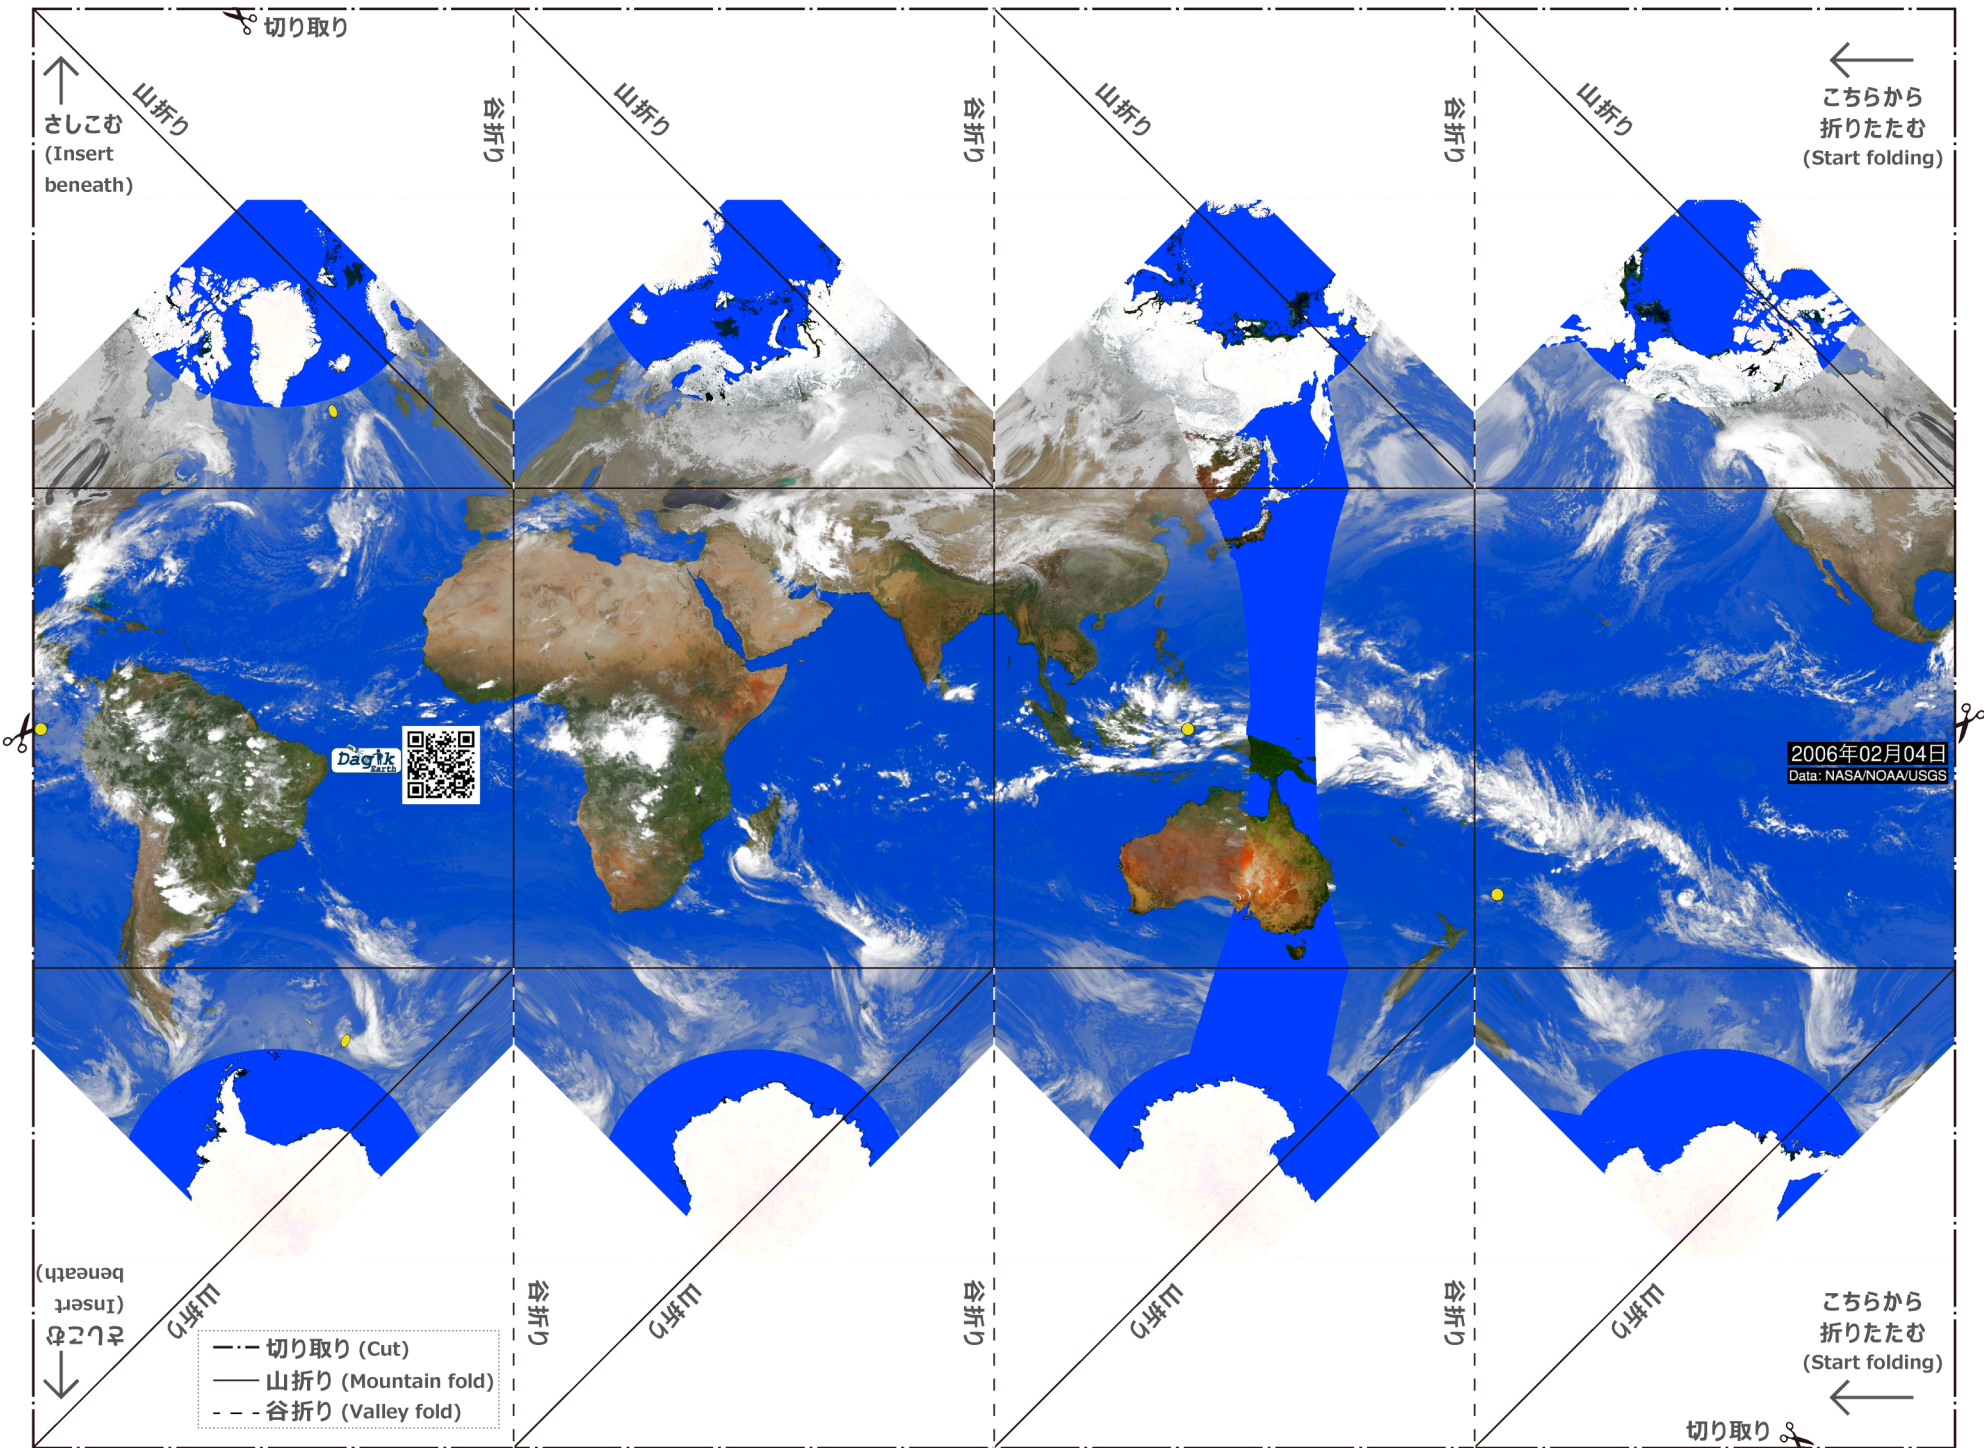 切り取り
さしこむ
(Insert
beneath)
山折り
谷折り
山折り
谷折り
山折り
谷折り
山折り
こちらから
折りたたむ
(Start folding)
Dagik
Earth
2006年02月04日
Data: NASA/NOAA/USGS
さしこむ
(Insert
beneath)
山折り
谷折り
山折り
谷折り
山折り
谷折り
山折り
こちらから
折りたたむ
(Start folding)
切り取り (Cut)
山折り (Mountain fold)
谷折り (Valley fold)
切り取り